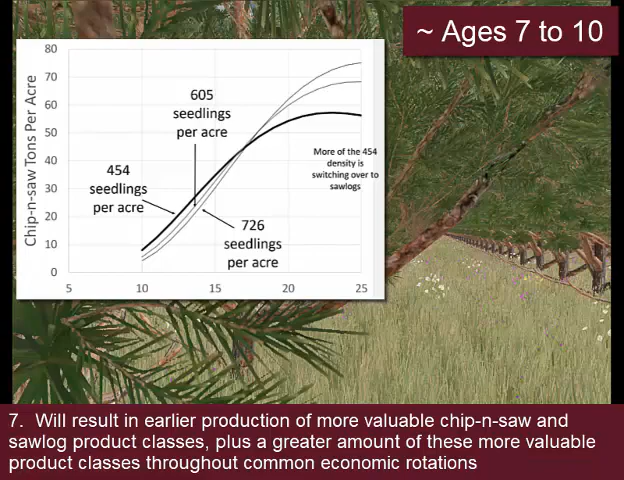 ~ Ages 7 to 10
80
70
60
50
40
30
20
10
0
Chip-n-saw Tons Per Acre
605
seedlings
per acre
454
seedlings
per acre
726
seedlings
per acre
More of the 454
density is
switching over to
sawlogs
5
10
15
20
25
7. Will result in earlier production of more valuable chip-n-saw and
sawlog product classes, plus a greater amount of these more valuable
product classes throughout common economic rotations